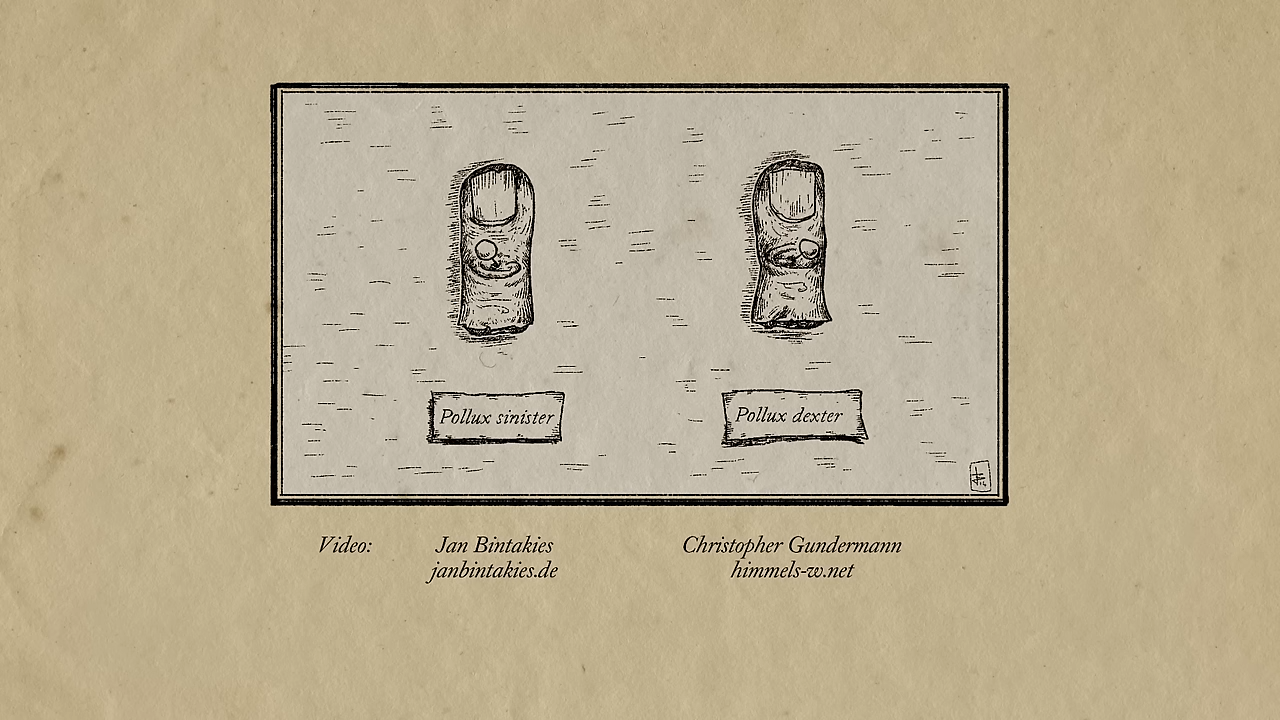 Pollux sinister
Pollux dexter
Video:
Jan Bintakies
janbintakies.de
Christopher Gundermann
himmels-w.net